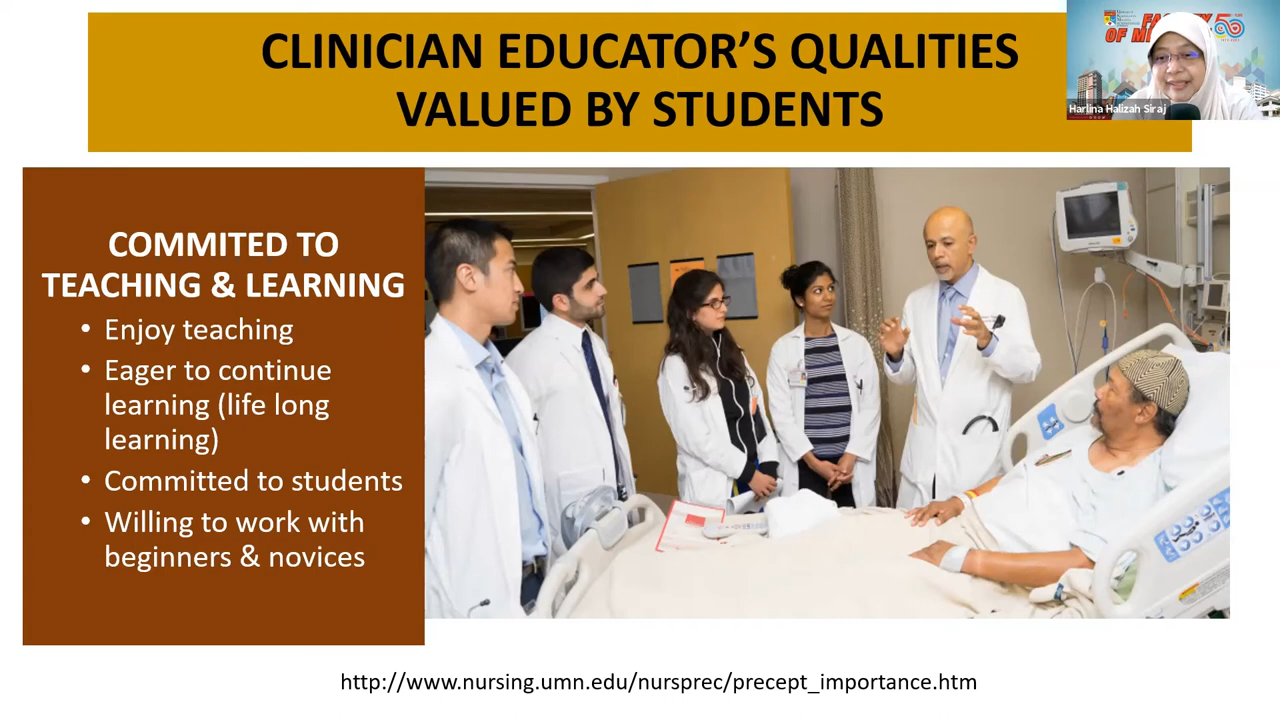 CLINICIAN EDUCATOR’S QUALITIES
VALUED BY STUDENTS
Harlina Halizah Siraj
COMMITED TO
TEACHING & LEARNING
• Enjoy teaching
• Eager to continue
learning (life long
learning)
• Committed to students
• Willing to work with
beginners & novices
http://www.nursing.umn.edu/nursprec/precept_importance.htm